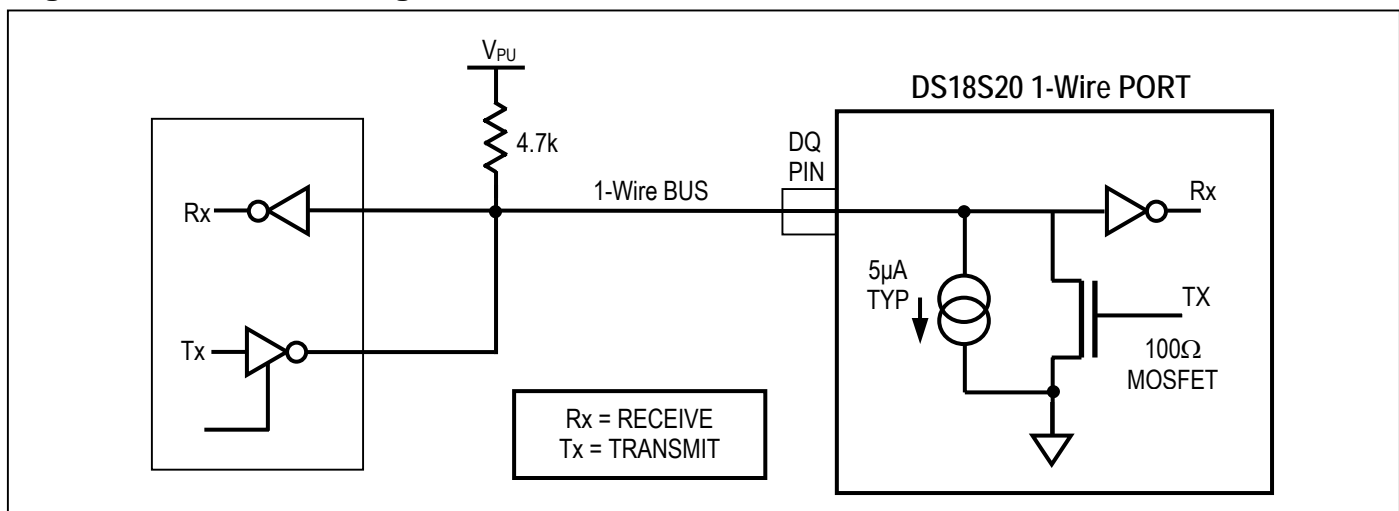 V_PU
DS18S20 1-Wire PORT
4.7k
DQ
PIN
Rx
1-Wire BUS
Rx
5µA
TYP
TX
Tx
100Ω
MOSFET
Rx = RECEIVE
Tx = TRANSMIT